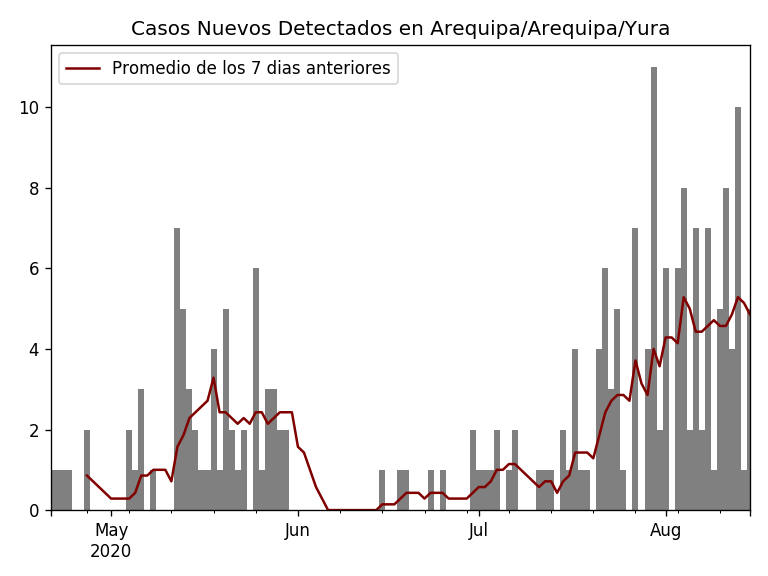 Casos Nuevos Detectados en Arequipa/Arequipa/Yura
Promedio de los 7 dias anteriores
10
8
6
4
2
0
May
2020
Jun
Jul
Aug